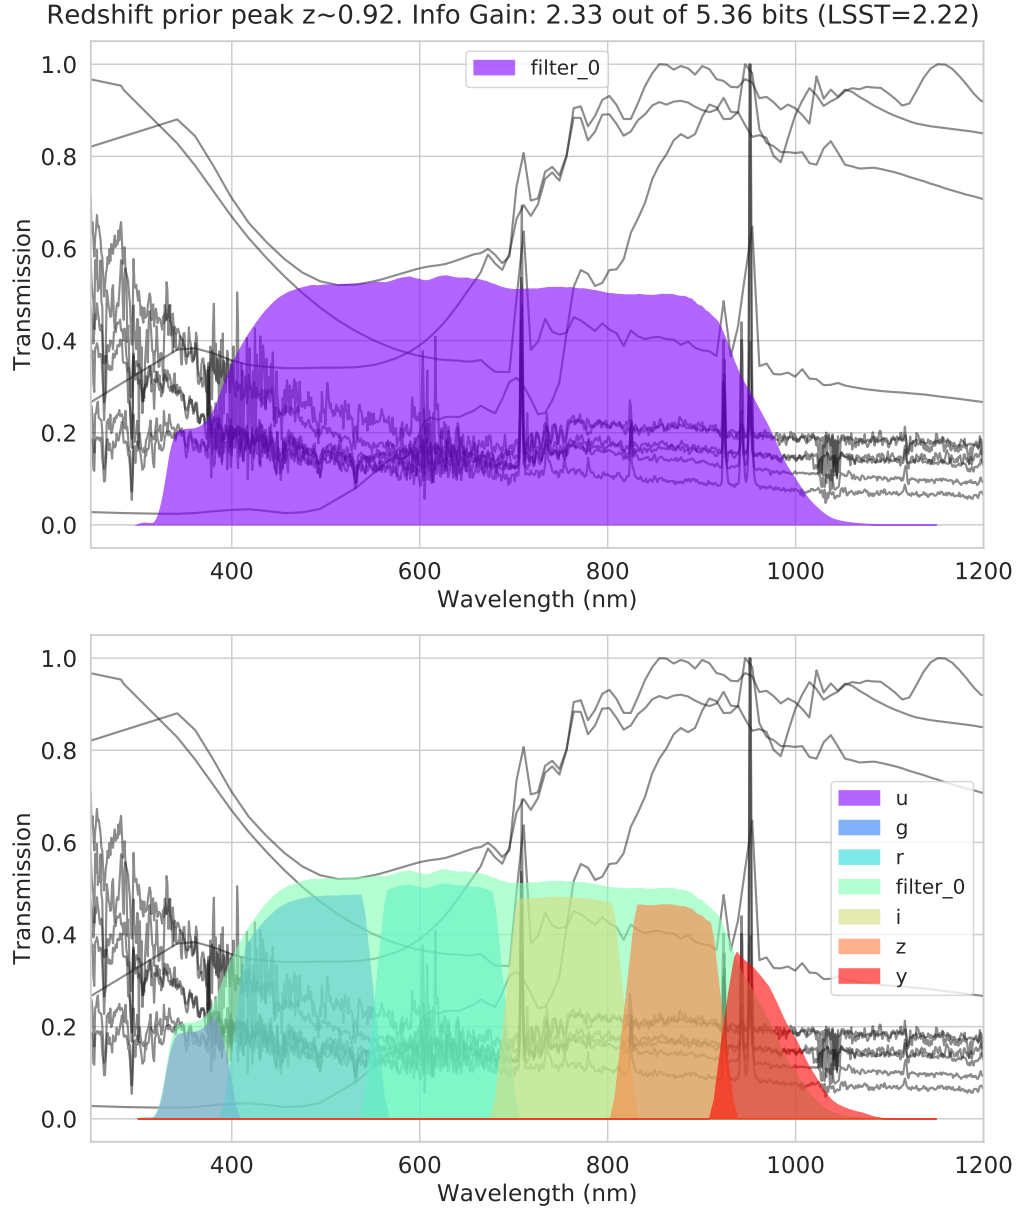 Redshift prior peak z~0.92. Info Gain: 2.33 out of 5.36 bits (LSST=2.22)
1.0
0.8
0.6
0.4
0.2
0.0
Transmission
filter_0
400
600
800
1000
1200
Wavelength (nm)
1.0
0.8
0.6
0.4
0.2
0.0
Transmission
u
g
r
filter_0
i
z
y
400
600
800
1000
1200
Wavelength (nm)